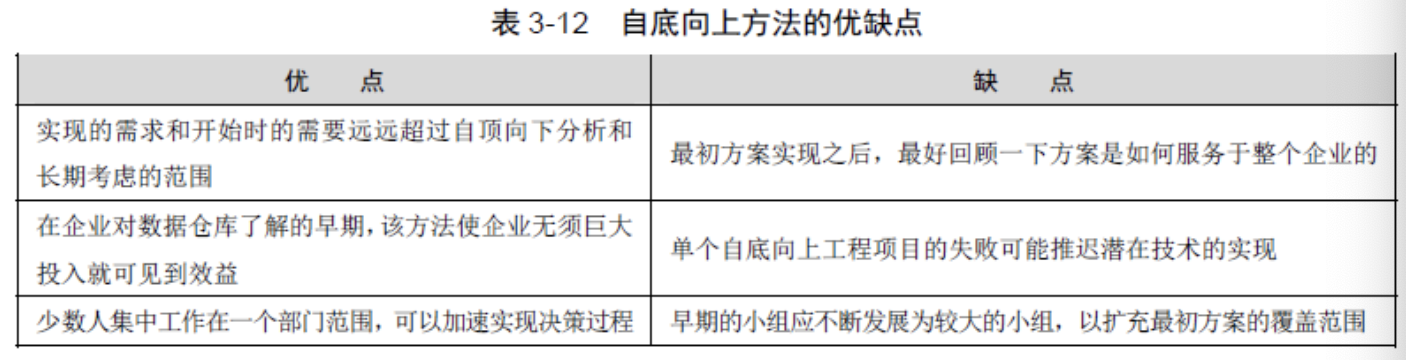 表 3-12 自底向上方法的优缺点
优 点
缺 点
实现的需求和开始时的需要远远超过自顶向下分析和
长期考虑的范围
最初方案实现之后，最好回顾一下方案是如何服务于整个企业的
在企业对数据仓库了解的早期，该方法使企业无须巨大
投入就可见到效益
单个自底向上工程项目的失败可能推迟潜在技术的实现
少数人集中工作在一个部门范围，可以加速实现决策过程
早期的小组应不断发展为较大的小组，以扩充最初方案的覆盖范围